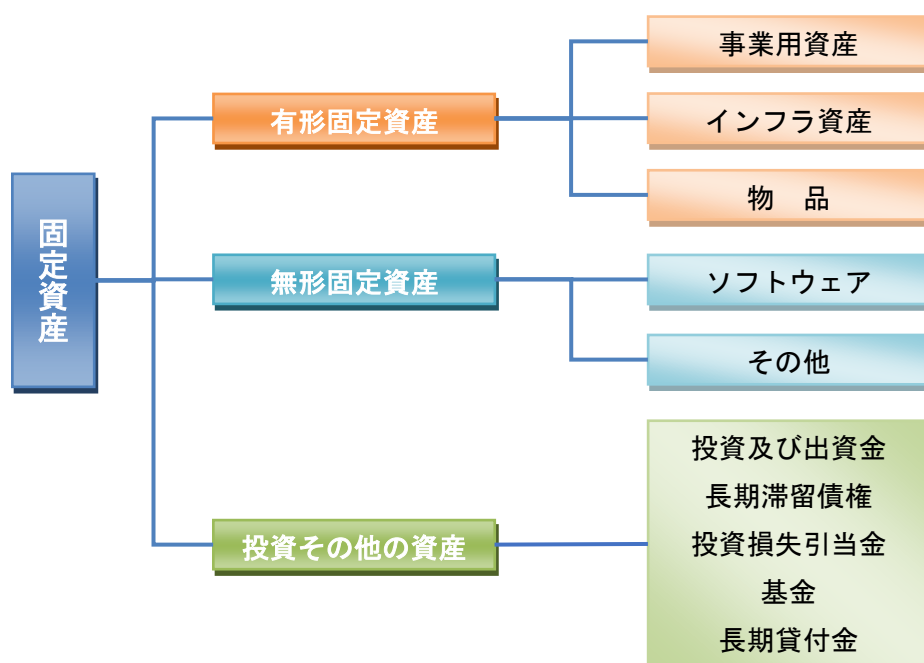 固定資産
有形固定資産
事業用資産
インフラ資産
物　品
無形固定資産
ソフトウェア
その他
投資その他の資産
投資及び出資金
長期滞留債権
投資損失引当金
基金
長期貸付金